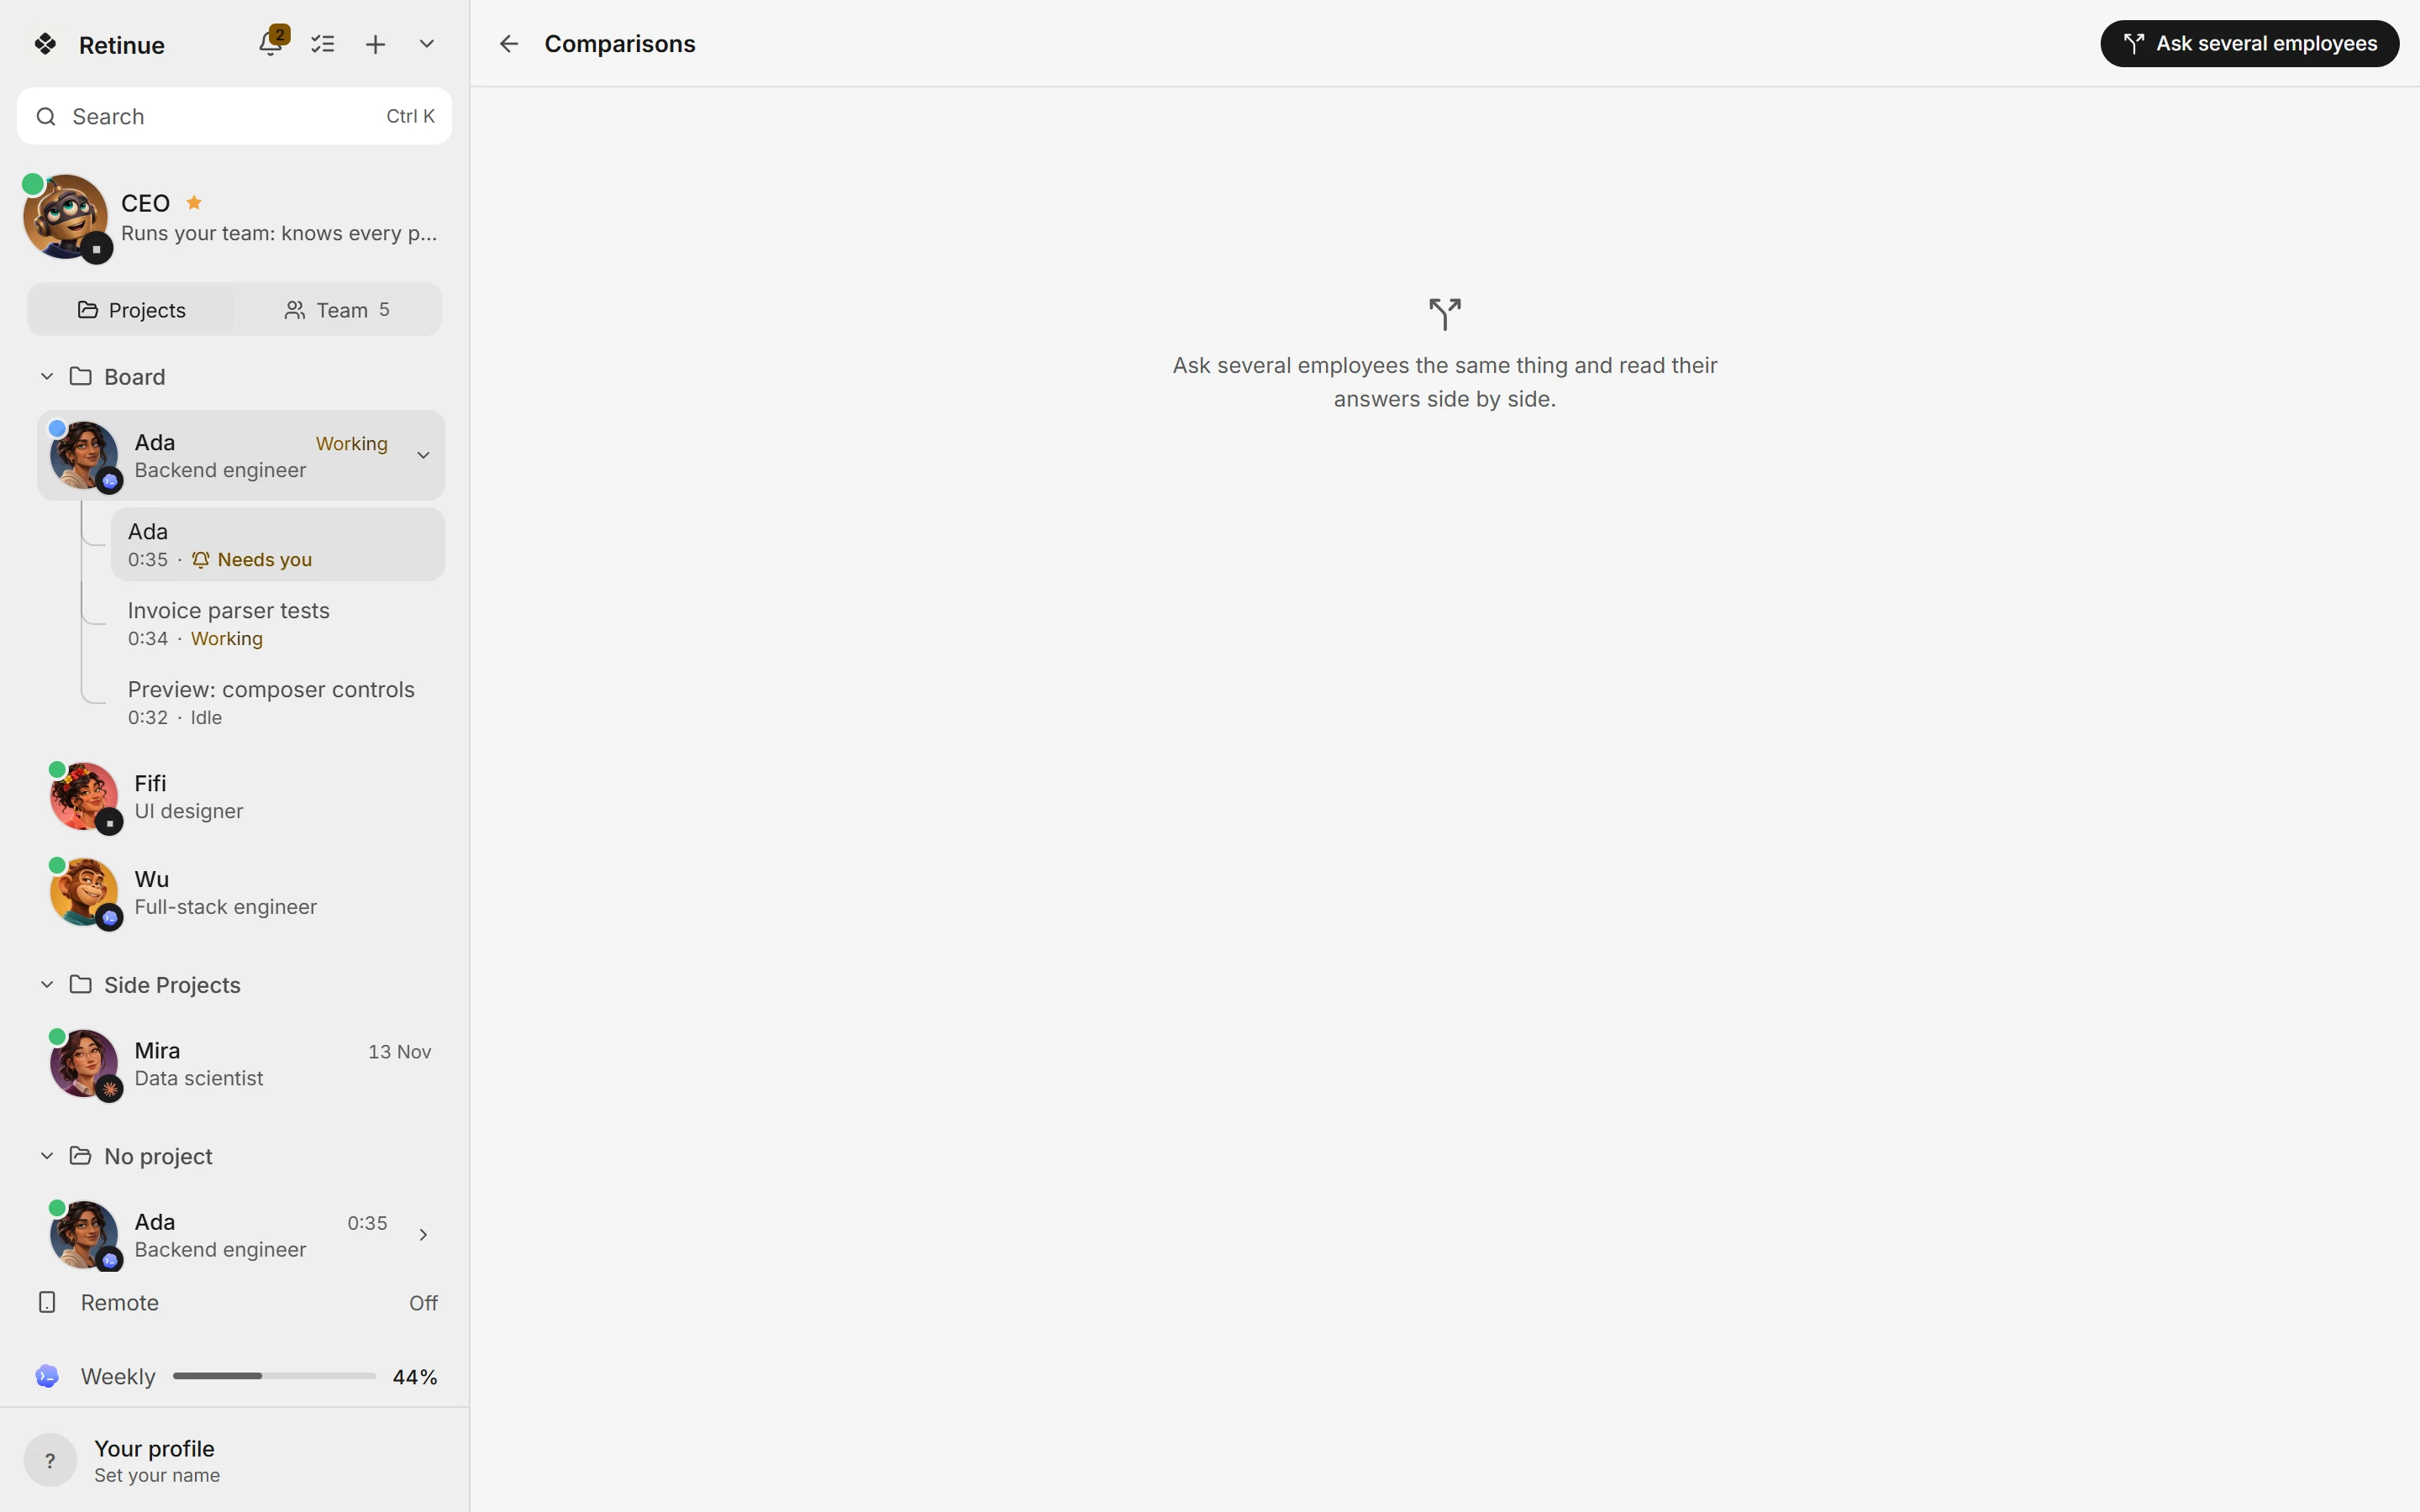 Retinue
2
Search
Ctrl K
CEO
Runs your team: knows every p...
Projects
Team 5
Board
Ada
Working
Backend engineer
Ada
0:35 · Needs you
Invoice parser tests
0:34 · Working
Preview: composer controls
0:32 · Idle
Fifi
UI designer
Wu
Full-stack engineer
Side Projects
Mira
13 Nov
Data scientist
No project
Ada
0:35
Backend engineer
Remote
Off
Weekly
44%
?
Your profile
Set your name
Comparisons
Ask several employees
Ask several employees the same thing and read their
answers side by side.